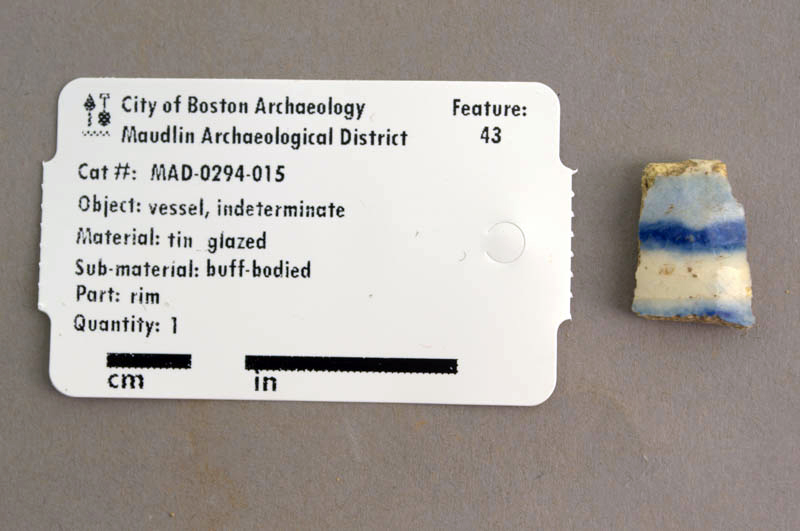 City of Boston Archaeology
Maudlin Archaeological District
Feature:
43
Cat #: MAD-0294-015
Object: vessel, indeterminate
Material: tin glazed
Sub-material: buff-bodied
Part: rim
Quantity: 1
cm in